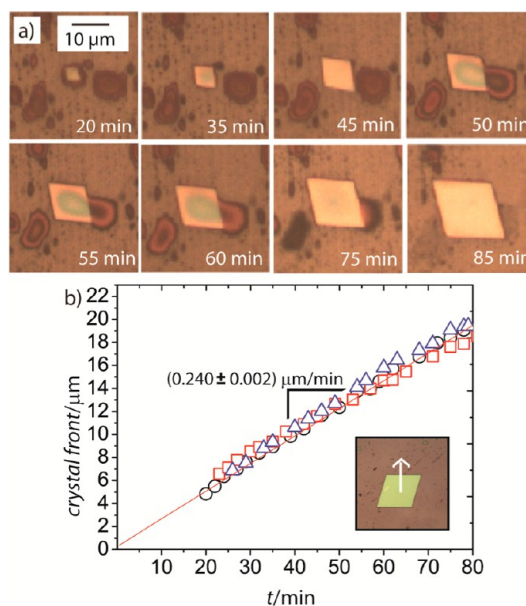 a)
10 µm
20 min
35 min
45 min
50 min
55 min
60 min
75 min
85 min
b)
22
20
18
16
14
12
10
8
6
4
2
0
crystal front/µm
(0.240 ± 0.002) µm/min
20
30
40
50
60
70
80
t/min